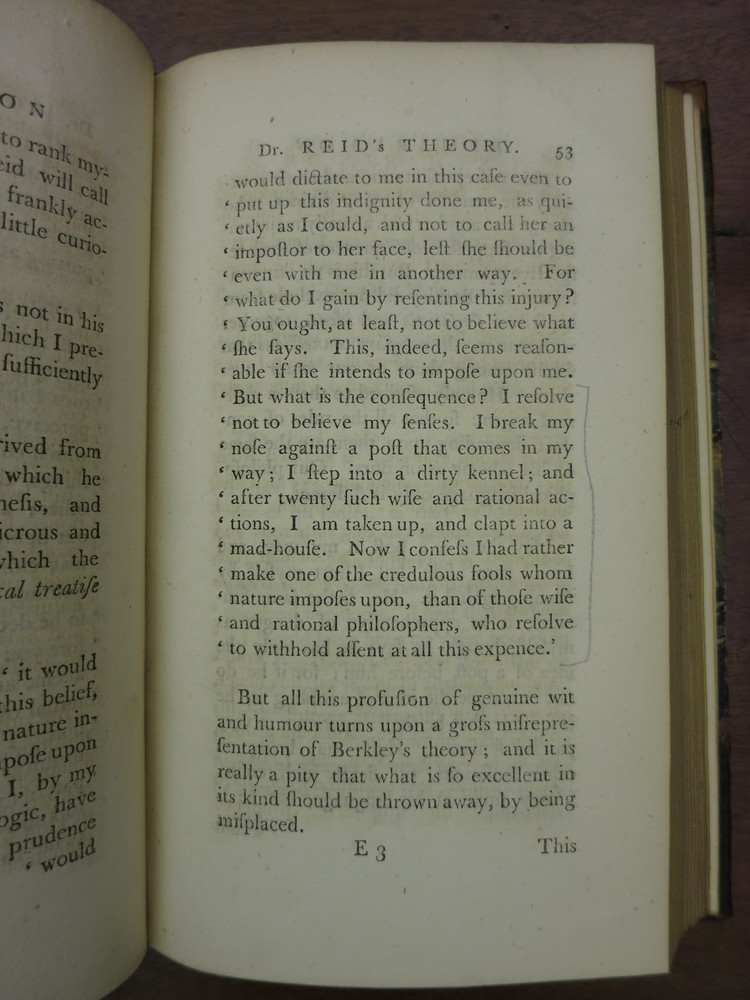 O N
to rank my-
eid will call
frankly ac-
little curio-
s not in his
hich I pre-
ſufficiently
rived from
which he
neſis, and
icrous and
which the
cal treatiſe
‘ it would
this belief,
nature in-
poſe upon
I, by my
ogic, have
prudence
‘ would
Dr. REID's THEORY. 53
would dictate to me in this caſe even to
‘ put up this indignity done me, as qui-
‘ etly as I could, and not to call her an
‘ impoſtor to her face, leſt ſhe ſhould be
‘ even with me in another way. For
‘ what do I gain by reſenting this injury?
‘ You ought, at leaſt, not to believe what
‘ ſhe ſays. This, indeed, ſeems reaſon-
‘ able if ſhe intends to impoſe upon me.
‘ But what is the conſequence? I reſolve
‘ not to believe my ſenſes. I break my
‘ noſe againſt a poſt that comes in my
‘ way; I ſtep into a dirty kennel; and
‘ after twenty ſuch wiſe and rational ac-
‘ tions, I am taken up, and clapt into a
‘ mad-houſe. Now I confeſs I had rather
‘ make one of the credulous fools whom
‘ nature impoſes upon, than of thoſe wiſe
‘ and rational philoſophers, who reſolve
‘ to withhold aſſent at all this expence.’
But all this profuſion of genuine wit
and humour turns upon a groſs miſrepre-
ſentation of Berkley's theory; and it is
really a pity that what is ſo excellent in
its kind ſhould be thrown away, by being
miſplaced.
E 3 This